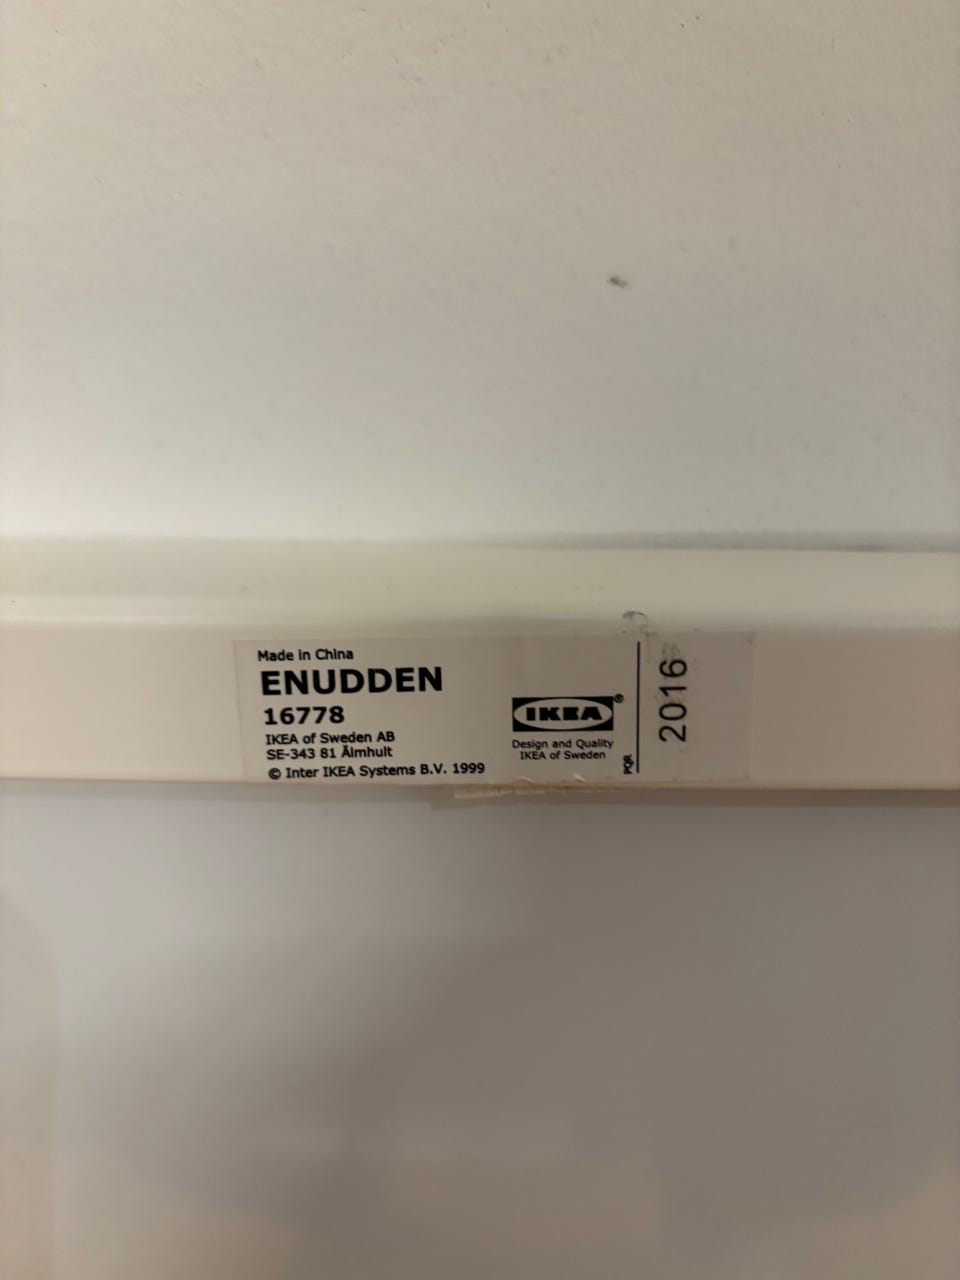 Made in China
ENUDDEN
16778
IKEA of Sweden AB
SE-343 81 Älmhult
© Inter IKEA Systems B.V. 1999
IKEA®
Design and Quality
IKEA of Sweden
PQR
2016